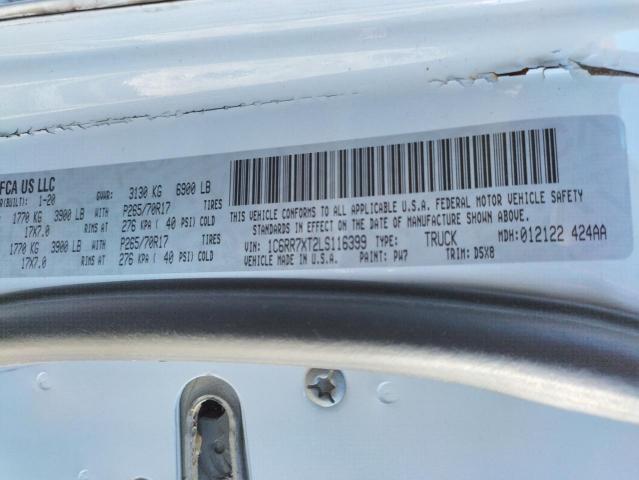 FCA US LLC
(BUILT): 1-20 GVWR: 3130 KG 6900 LB
1770 KG 3900 LB WITH P265/70R17 TIRES
17X7.0 RIMS AT 276 KPA ( 40 PSI) COLD
1770 KG 3900 LB WITH P265/70R17 TIRES
17X7.0 RIMS AT 276 KPA ( 40 PSI) COLD
THIS VEHICLE CONFORMS TO ALL APPLICABLE U.S.A. FEDERAL MOTOR VEHICLE SAFETY
STANDARDS IN EFFECT ON THE DATE OF MANUFACTURE SHOWN ABOVE.
VIN: 1C6RR7XT2LS116399 TYPE: TRUCK MDH: 012122 424AA
VEHICLE MADE IN U.S.A. PAINT: PW7 TRIM: D5X8